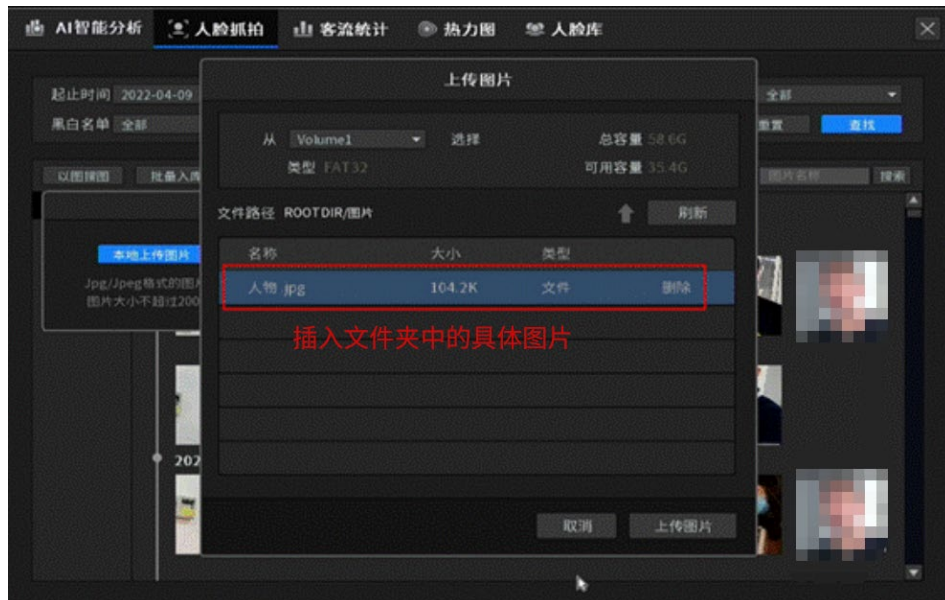 AI智能分析 人脸抓拍 客流统计 热力图 人脸库
上传图片
起止时间 2022-04-09 全部
黑白名单 全部 重置 查找
从 Volume1 选择 总容量 58.6G
类型 FAT32 可用容量 35.4G
以图搜图 批量入库 图片名称 搜索
文件路径 ROOTDIR/图片 刷新
本地上传图片
Jpg/Jpeg格式的图片
图片大小不超过200
名称 大小 类型
人物 jpg 104.2K 文件 删除
插入文件夹中的具体图片
202
取消 上传图片